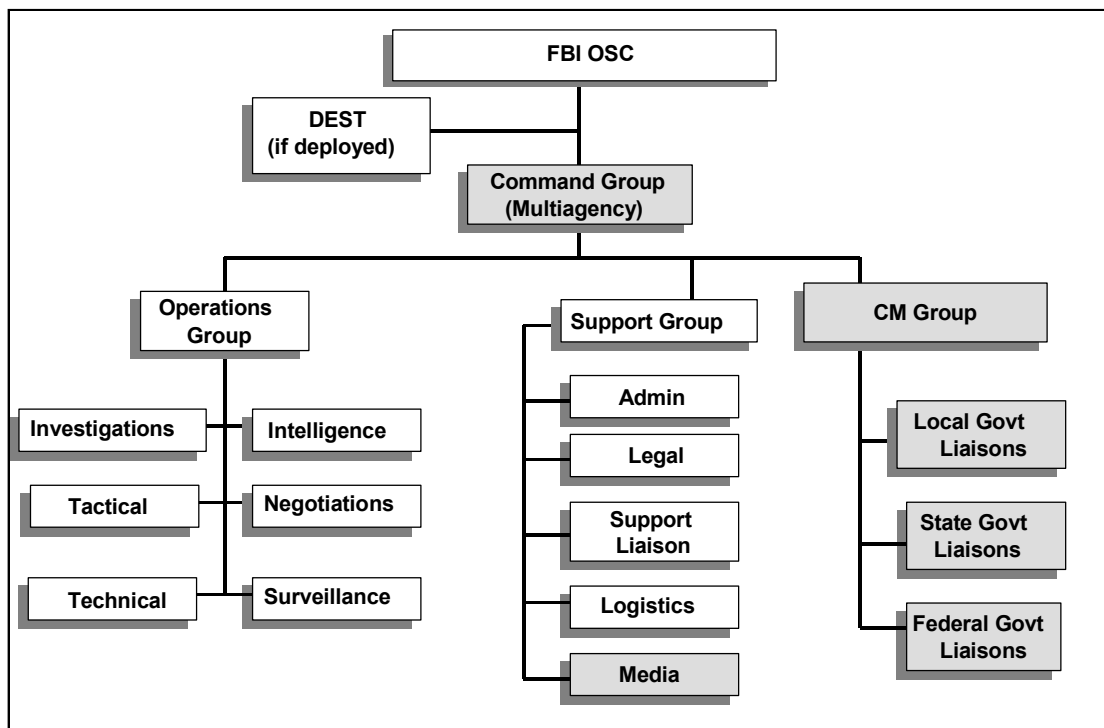 FBI OSC
DEST
(if deployed)
Command Group
(Multiagency)
Operations
Group
Investigations
Intelligence
Tactical
Negotiations
Technical
Surveillance
Support Group
Admin
Legal
Support
Liaison
Logistics
Media
CM Group
Local Govt
Liaisons
State Govt
Liaisons
Federal Govt
Liaisons